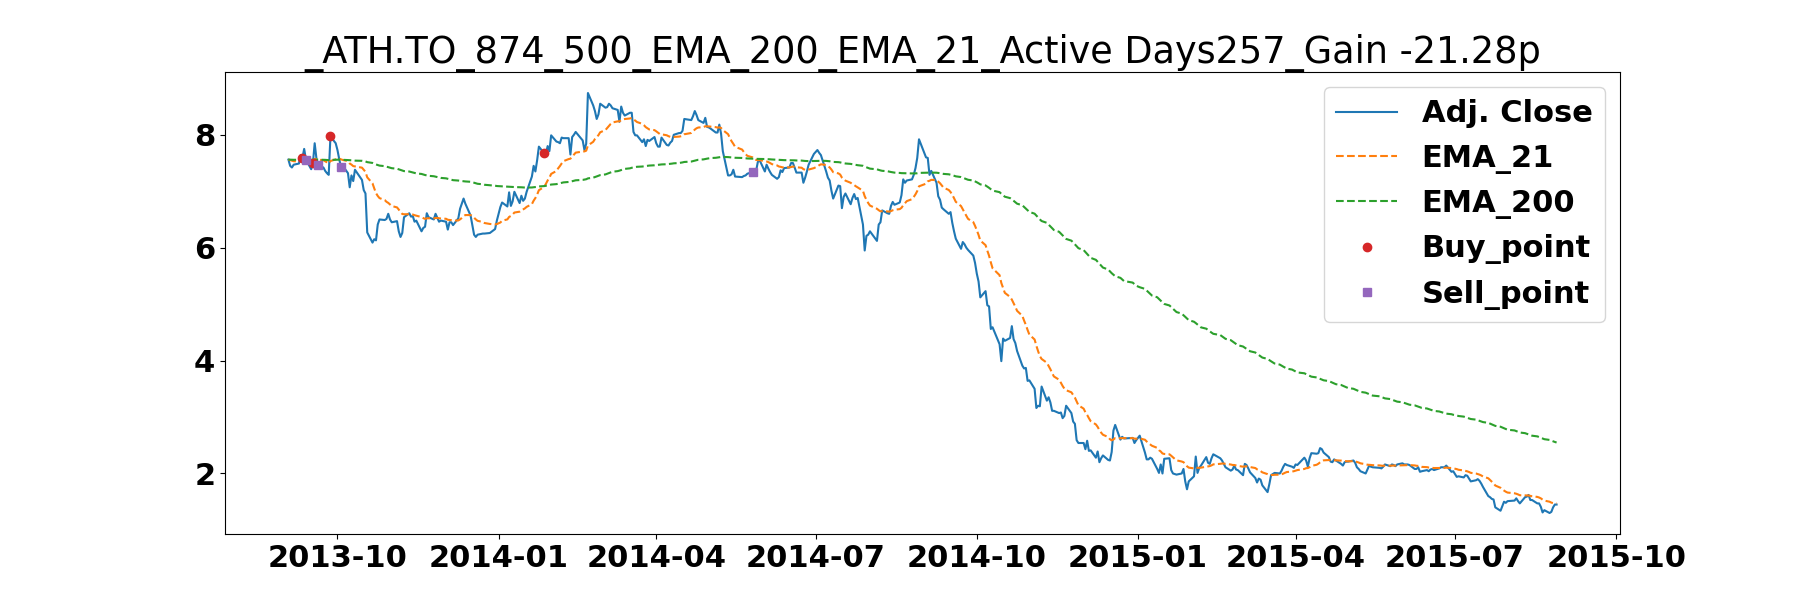 _ATH.TO_874_500_EMA_200_EMA_21_Active Days257_Gain -21.28p
Adj. Close
EMA_21
EMA_200
Buy_point
Sell_point
8
6
4
2
2013-10 2014-01 2014-04 2014-07 2014-10 2015-01 2015-04 2015-07 2015-10